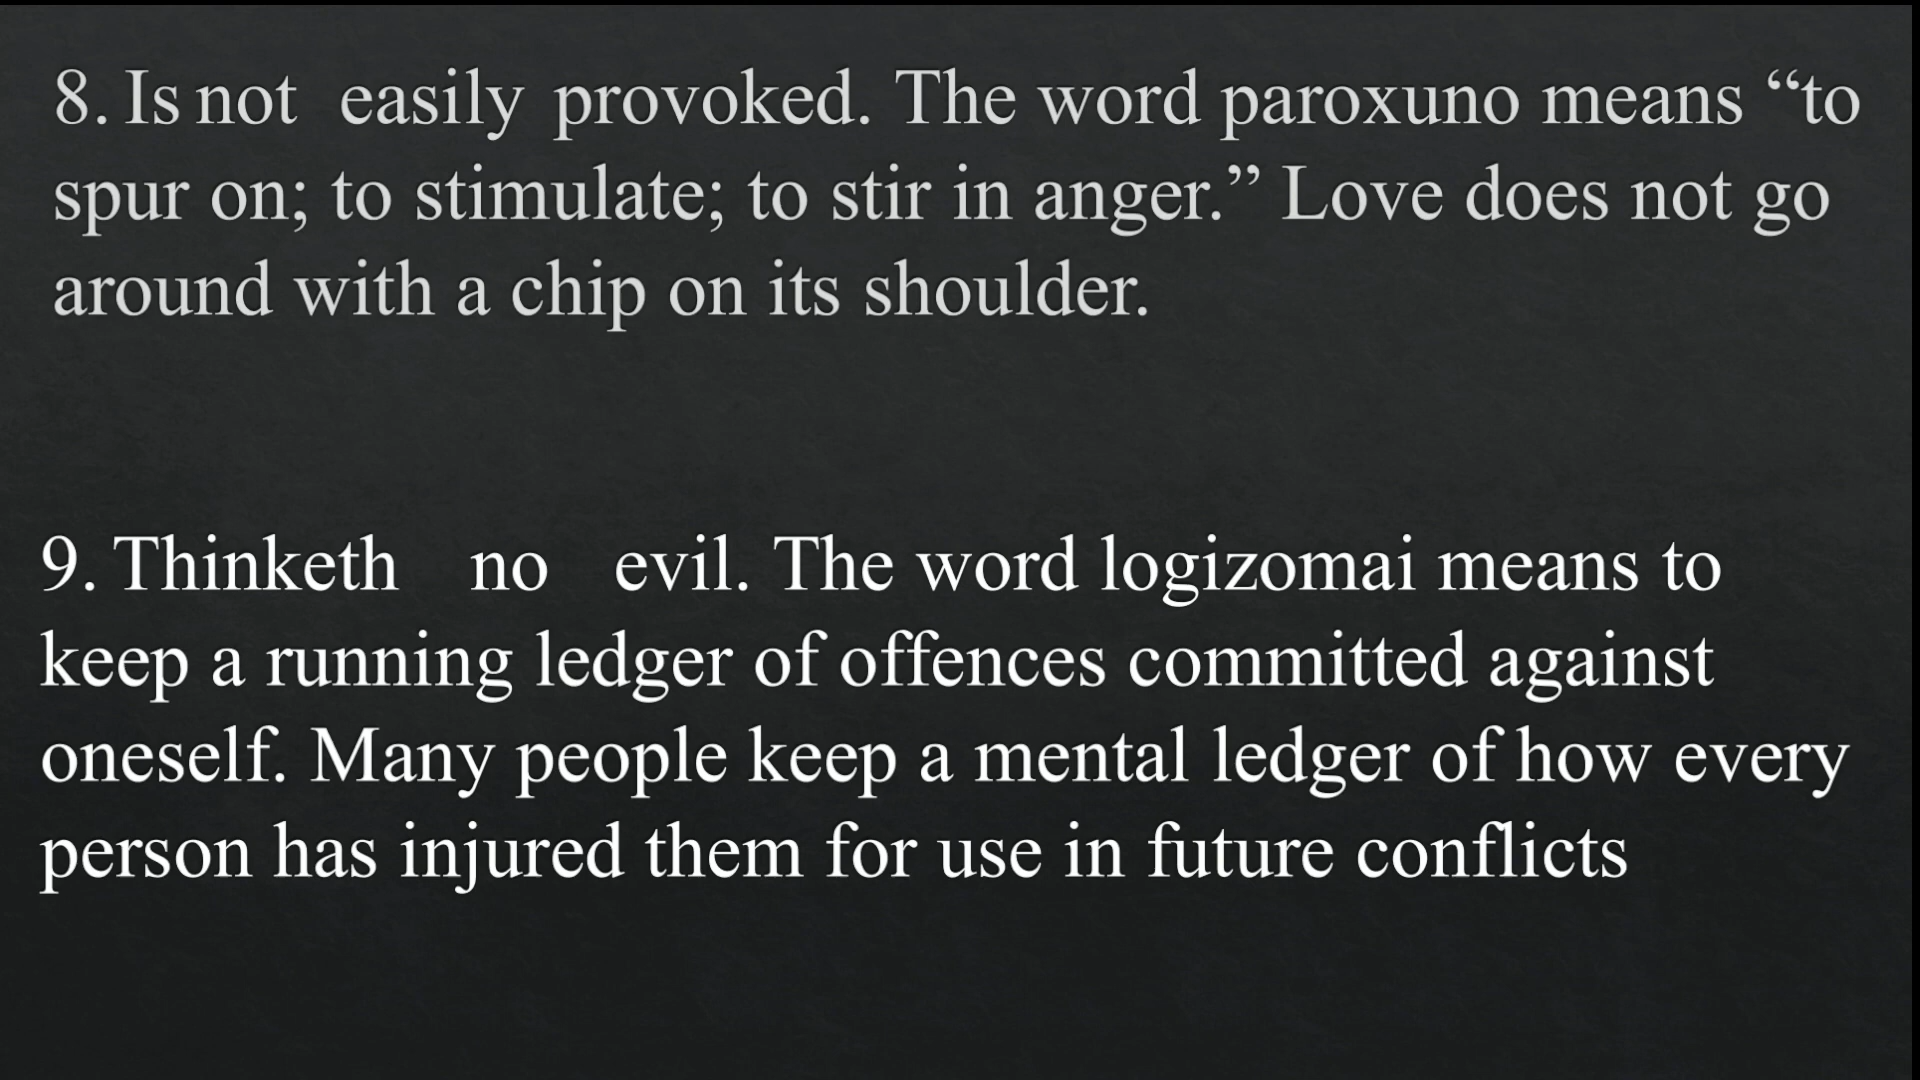 8. Is not easily provoked. The word paroxuno means “to
spur on; to stimulate; to stir in anger.” Love does not go
around with a chip on its shoulder.
9. Thinketh no evil. The word logizomai means to
keep a running ledger of offences committed against
oneself. Many people keep a mental ledger of how every
person has injured them for use in future conflicts